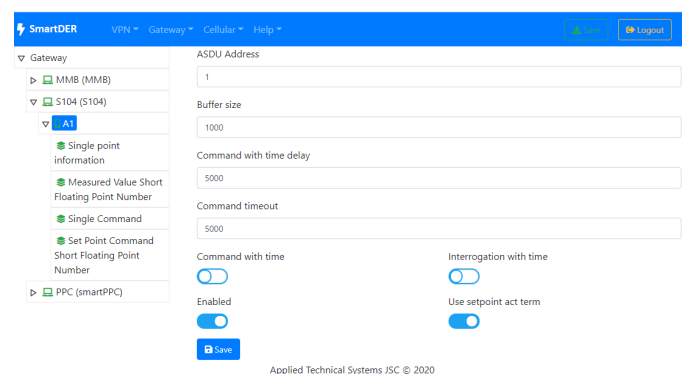 SmartDER VPN Gateway Cellular Help Save Logout
Gateway
MMB (MMB)
S104 (S104)
A1
Single point
information
Measured Value Short
Floating Point Number
Single Command
Set Point Command
Short Floating Point
Number
PPC (smartPPC)
ASDU Address
1
Buffer size
1000
Command with time delay
5000
Command timeout
5000
Command with time Interrogation with time
Enabled Use setpoint act term
Save
Applied Technical Systems JSC © 2020